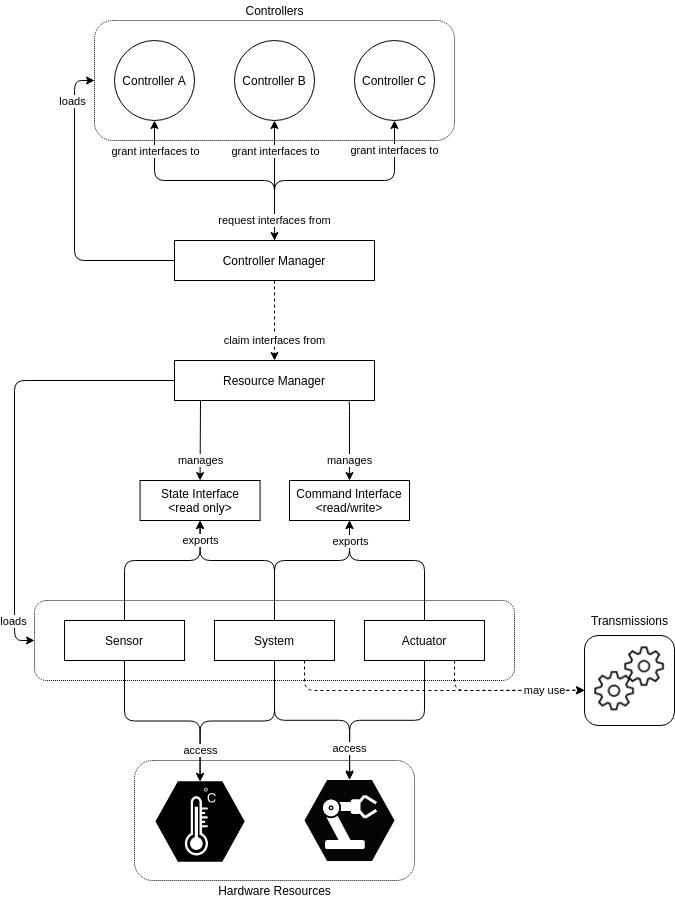 Controllers
Controller A
Controller B
Controller C
loads
grant interfaces to
grant interfaces to
grant interfaces to
request interfaces from
Controller Manager
claim interfaces from
Resource Manager
manages
manages
State Interface
<read only>
Command Interface
<read/write>
exports
exports
loads
Sensor
System
Actuator
Transmissions
may use
access
access
°C
Hardware Resources